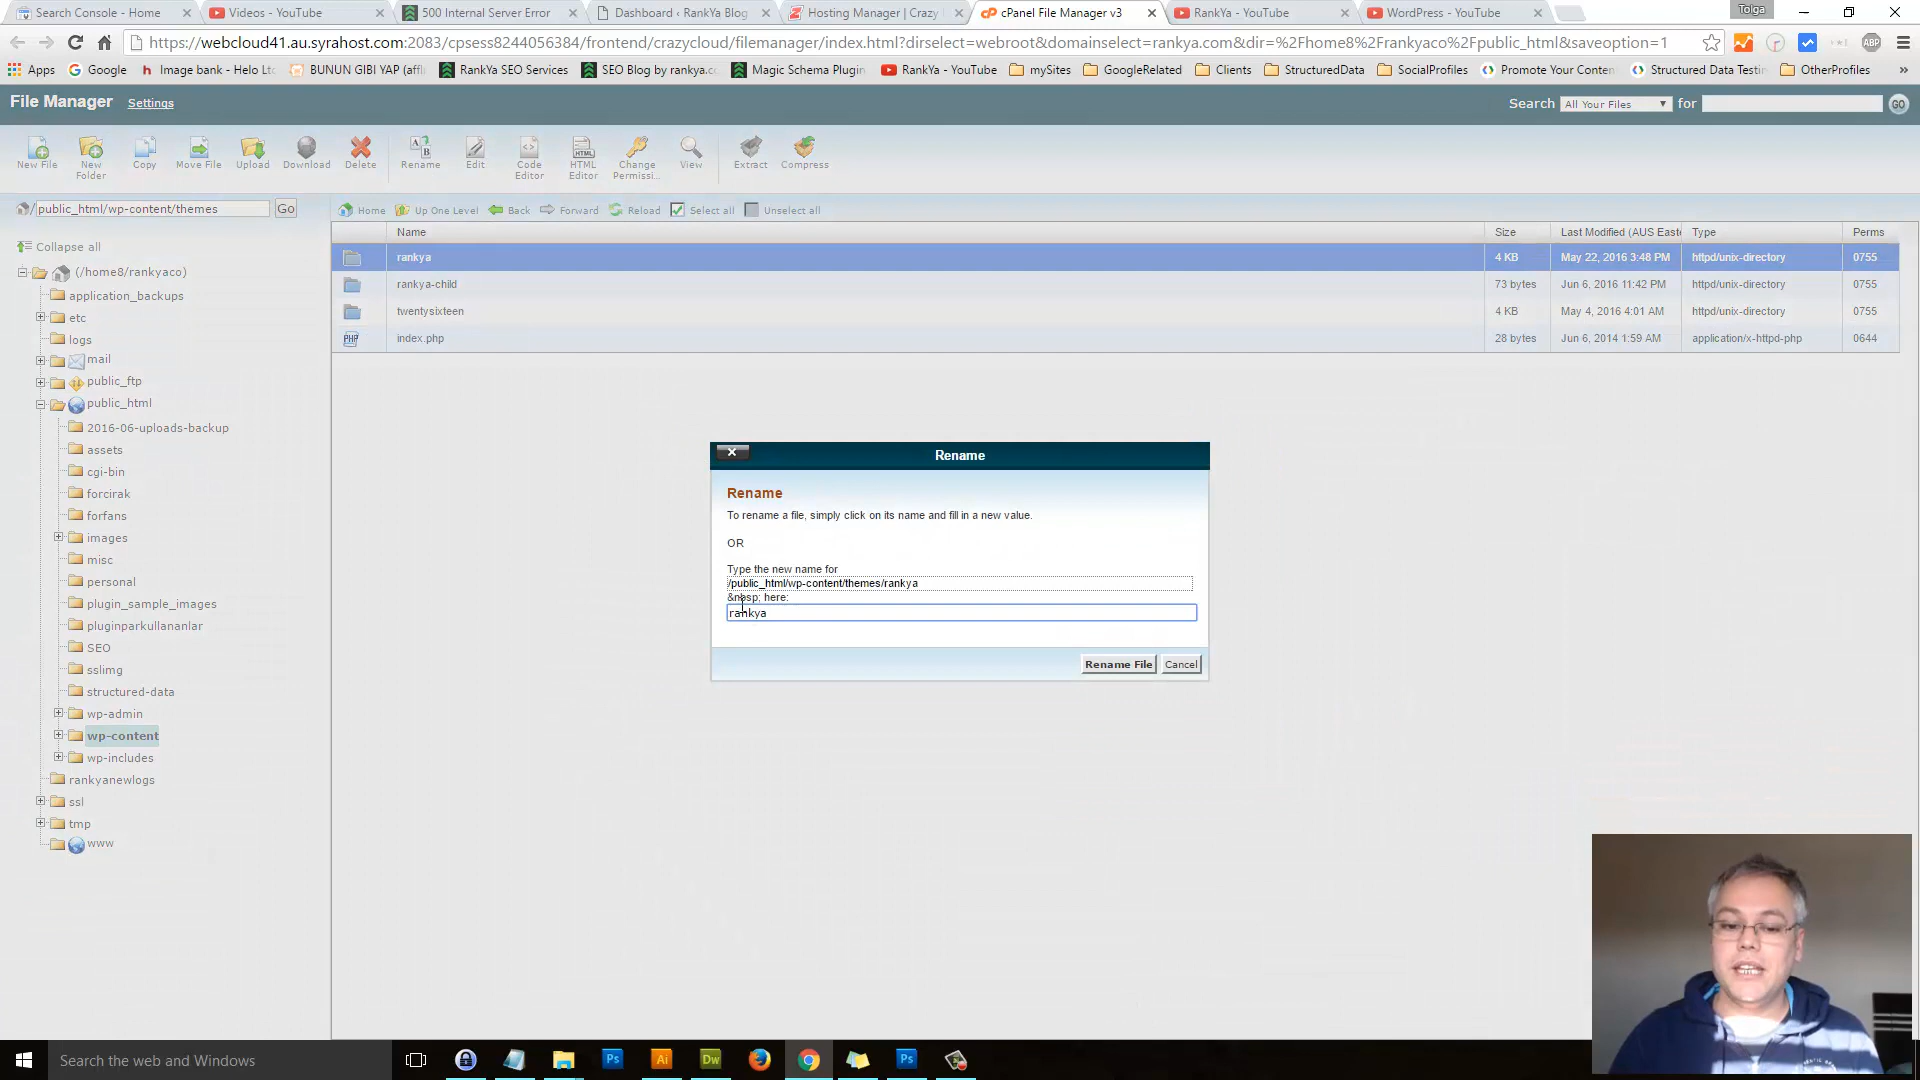 Search Console - Home
Videos - YouTube
500 Internal Server Error
Dashboard ‹ RankYa Blog
Hosting Manager | Crazy
cPanel File Manager v3
RankYa - YouTube
WordPress - YouTube
Tolga
https://webcloud41.au.syrahost.com:2083/cpsess8244056384/frontend/crazycloud/filemanager/index.html?dirselect=webroot&domainselect=rankya.com&dir=%2Fhome8%2Frankyaco%2Fpublic_html&saveoption=1
Apps
Google
Image bank - Helo Ltd
BUNUN GIBI YAP (affi
RankYa SEO Services
SEO Blog by rankya.co
Magic Schema Plugin
RankYa - YouTube
mySites
GoogleRelated
Clients
StructuredData
SocialProfiles
Promote Your Conten
Structured Data Testi
OtherProfiles
»
File Manager
Settings
Search
All Your Files
for
GO
New File
New Folder
Copy
Move File
Upload
Download
Delete
Rename
Edit
Code Editor
HTML Editor
Change Permissi...
View
Extract
Compress
/
public_html/wp-content/themes
Go
Home
Up One Level
Back
Forward
Reload
Select all
Unselect all
Collapse all
(/home8/rankyaco)
application_backups
etc
logs
mail
public_ftp
public_html
2016-06-uploads-backup
assets
cgi-bin
forcirak
forfans
images
misc
personal
plugin_sample_images
pluginparkullananlar
SEO
sslimg
structured-data
wp-admin
wp-content
wp-includes
rankyanewlogs
ssl
tmp
www
Name Size Last Modified (AUS Easte Type Perms
rankya 4 KB May 22, 2016 3:48 PM httpd/unix-directory 0755
rankya-child 73 bytes Jun 6, 2016 11:42 PM httpd/unix-directory 0755
twentysixteen 4 KB May 4, 2016 4:01 AM httpd/unix-directory 0755
PHP index.php 28 bytes Jun 6, 2014 1:59 AM application/x-httpd-php 0644
Rename
Rename
To rename a file, simply click on its name and fill in a new value.
OR
Type the new name for
/public_html/wp-content/themes/rankya
&nbsp; here:
rankya
Rename File
Cancel
Search the web and Windows
Ps
Ai
Dw
Ps